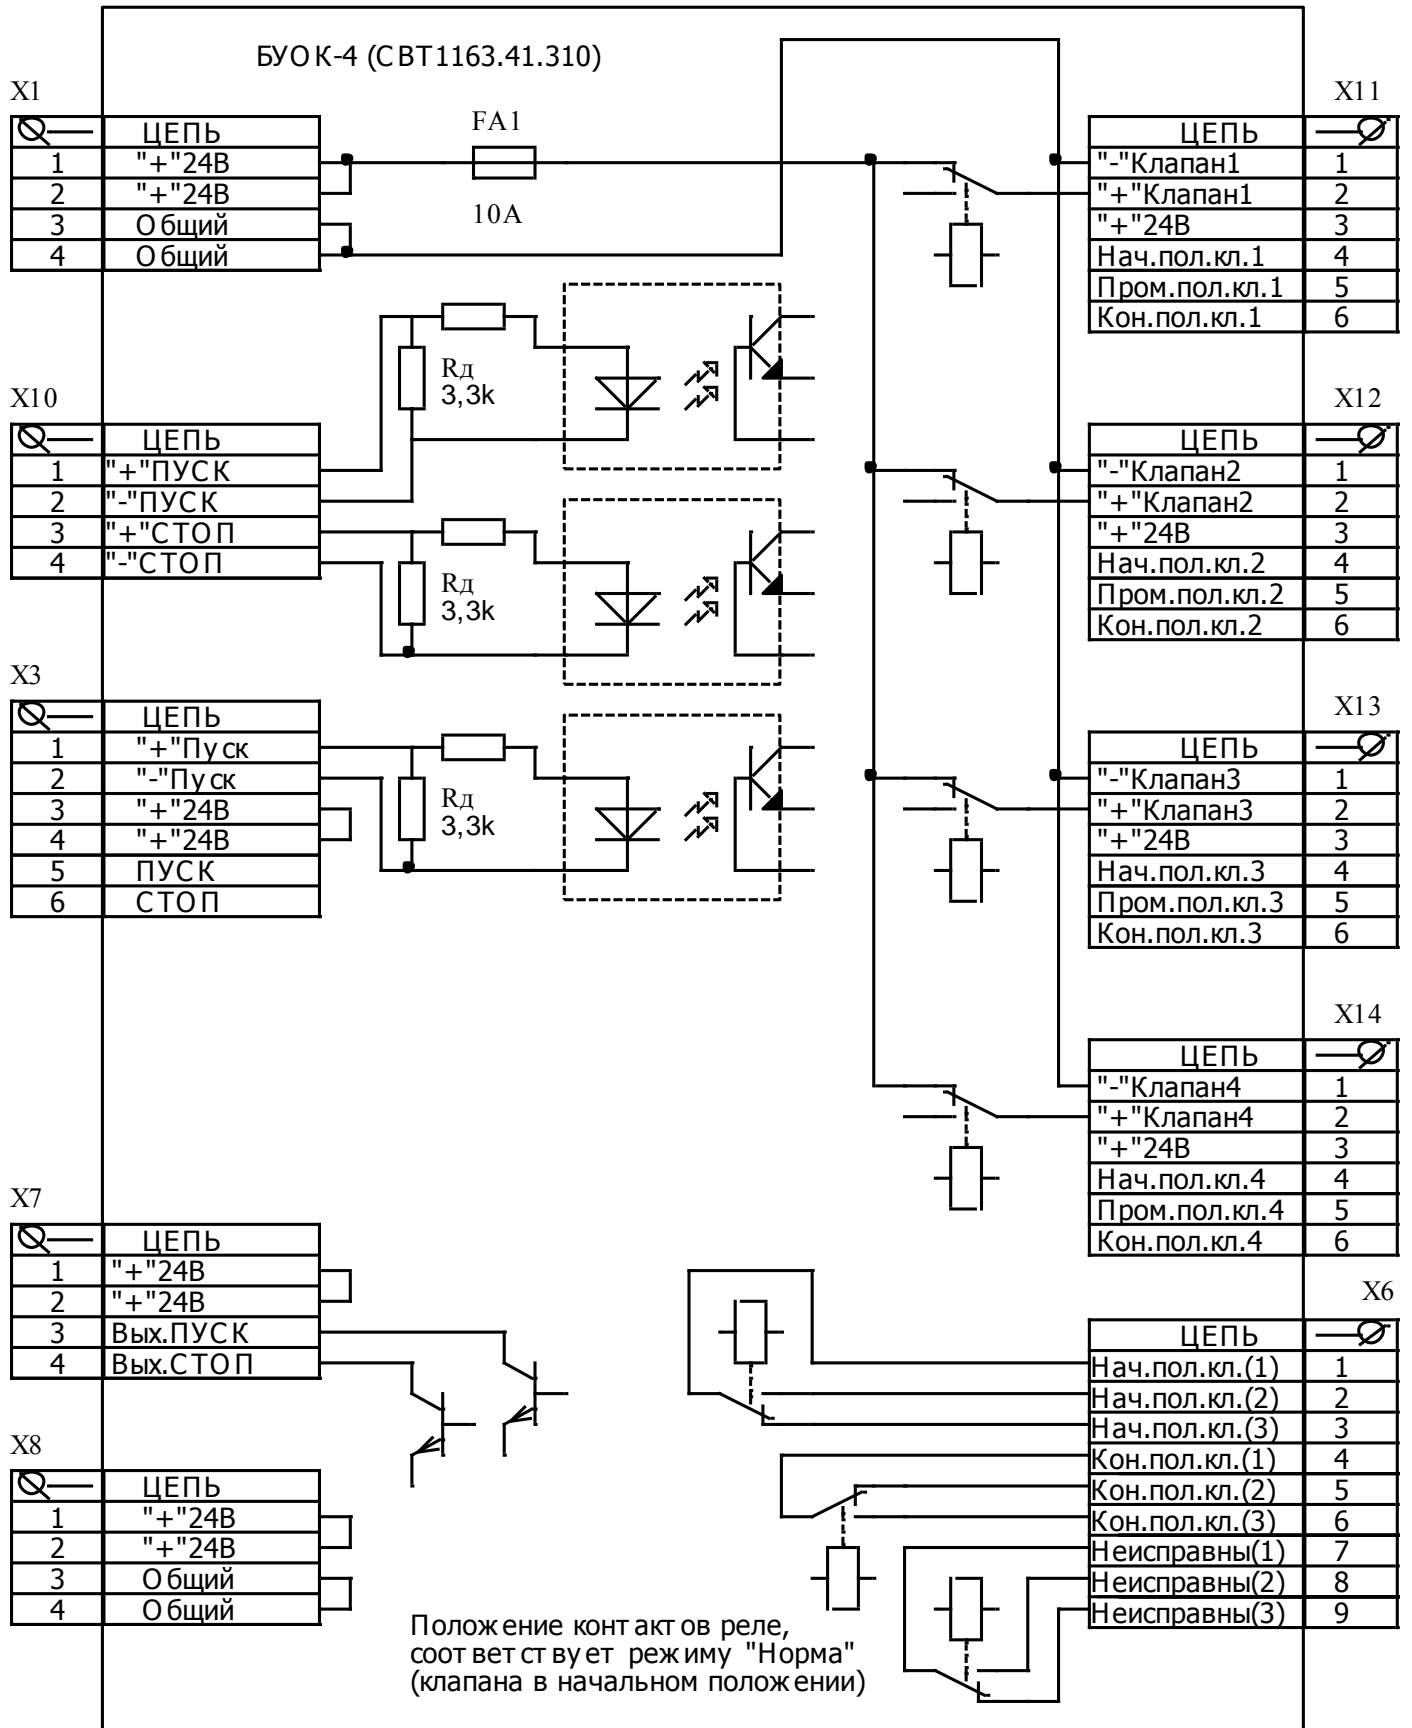 БУОК-4 (СВТ1163.41.310)
X1
ЦЕПЬ
1 "+"24В
2 "+"24В
3 Общий
4 Общий
FA1
10A
X11
ЦЕПЬ
"-"Клапан1 1
"+"Клапан1 2
"+"24В 3
Нач.пол.кл.1 4
Пром.пол.кл.1 5
Кон.пол.кл.1 6
X10
ЦЕПЬ
1 "+"ПУСК
2 "-"ПУСК
3 "+"СТОП
4 "-"СТОП
Rд
3,3k
Rд
3,3k
X12
ЦЕПЬ
"-"Клапан2 1
"+"Клапан2 2
"+"24В 3
Нач.пол.кл.2 4
Пром.пол.кл.2 5
Кон.пол.кл.2 6
X3
ЦЕПЬ
1 "+"Пуск
2 "-"Пуск
3 "+"24В
4 "+"24В
5 ПУСК
6 СТОП
Rд
3,3k
X13
ЦЕПЬ
"-"Клапан3 1
"+"Клапан3 2
"+"24В 3
Нач.пол.кл.3 4
Пром.пол.кл.3 5
Кон.пол.кл.3 6
X14
ЦЕПЬ
"-"Клапан4 1
"+"Клапан4 2
"+"24В 3
Нач.пол.кл.4 4
Пром.пол.кл.4 5
Кон.пол.кл.4 6
X7
ЦЕПЬ
1 "+"24В
2 "+"24В
3 Вых.ПУСК
4 Вых.СТОП
X6
ЦЕПЬ
Нач.пол.кл.(1) 1
Нач.пол.кл.(2) 2
Нач.пол.кл.(3) 3
Кон.пол.кл.(1) 4
Кон.пол.кл.(2) 5
Кон.пол.кл.(3) 6
Неисправны(1) 7
Неисправны(2) 8
Неисправны(3) 9
X8
ЦЕПЬ
1 "+"24В
2 "+"24В
3 Общий
4 Общий
Положение контактов реле,
соответствует режиму "Норма"
(клапана в начальном положении)